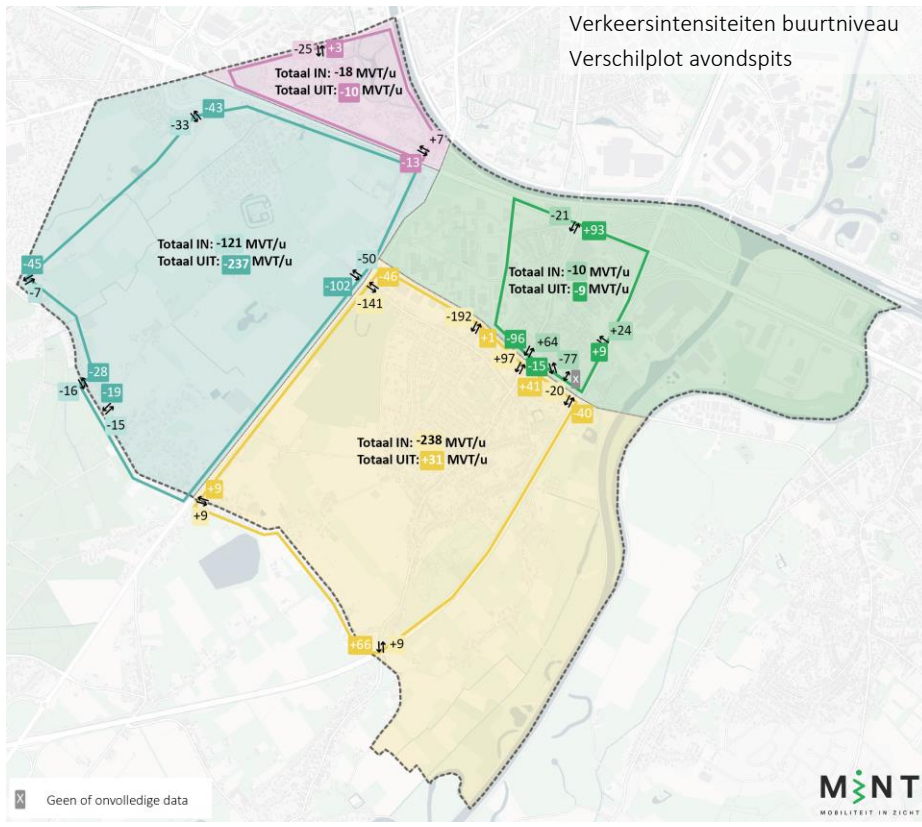 Verkeersintensiteiten buurtniveau
Verschilplot avondspits
-25 +3
Totaal IN: -18 MVT/u
Totaal UIT: -10 MVT/u
-43
-33
+7
-13
-21
+93
Totaal IN: -121 MVT/u
Totaal UIT: -237 MVT/u
-45
-7
-50
-102
-46
-141
Totaal IN: -10 MVT/u
Totaal UIT: -9 MVT/u
-192
+1
-96
+64
+24
+9
+97
-15
-77
X
+41
-20
-40
-28
-16
-19
-15
Totaal IN: -238 MVT/u
Totaal UIT: +31 MVT/u
+9
+9
+66 +9
X Geen of onvolledige data
MINT
MOBILITEIT IN ZICHT